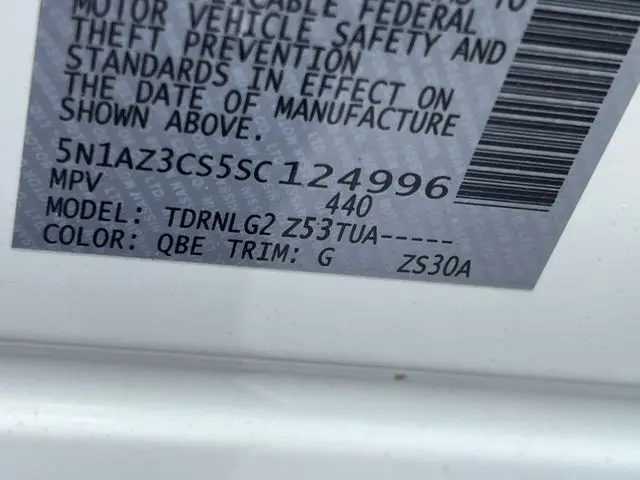 MOTOR VEHICLE SAFETY AND
THEFT PREVENTION
STANDARDS IN EFFECT ON
THE DATE OF MANUFACTURE
SHOWN ABOVE.
5N1AZ3CS5SC124996
MPV 440
MODEL: TDRNLG2 Z53TUA-----
COLOR: QBE TRIM: G ZS30A